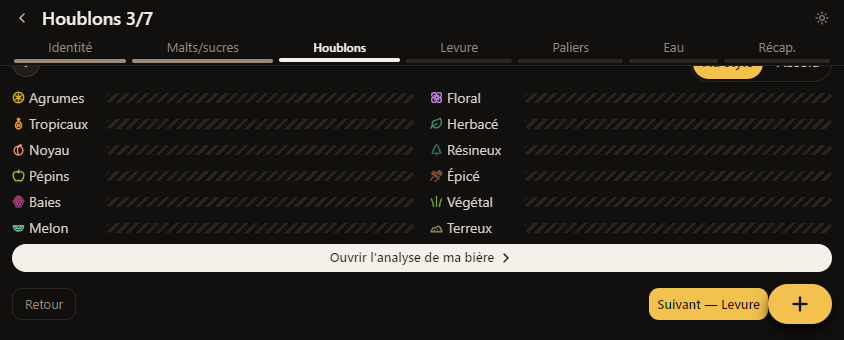 Houblons 3/7
Identité
Malts/sucres
Houblons
Levure
Paliers
Eau
Récap.
Agrumes
Floral
Tropicaux
Herbacé
Noyau
Résineux
Pépins
Épicé
Baies
Végétal
Melon
Terreux
Ouvrir l'analyse de ma bière
Retour
Suivant — Levure